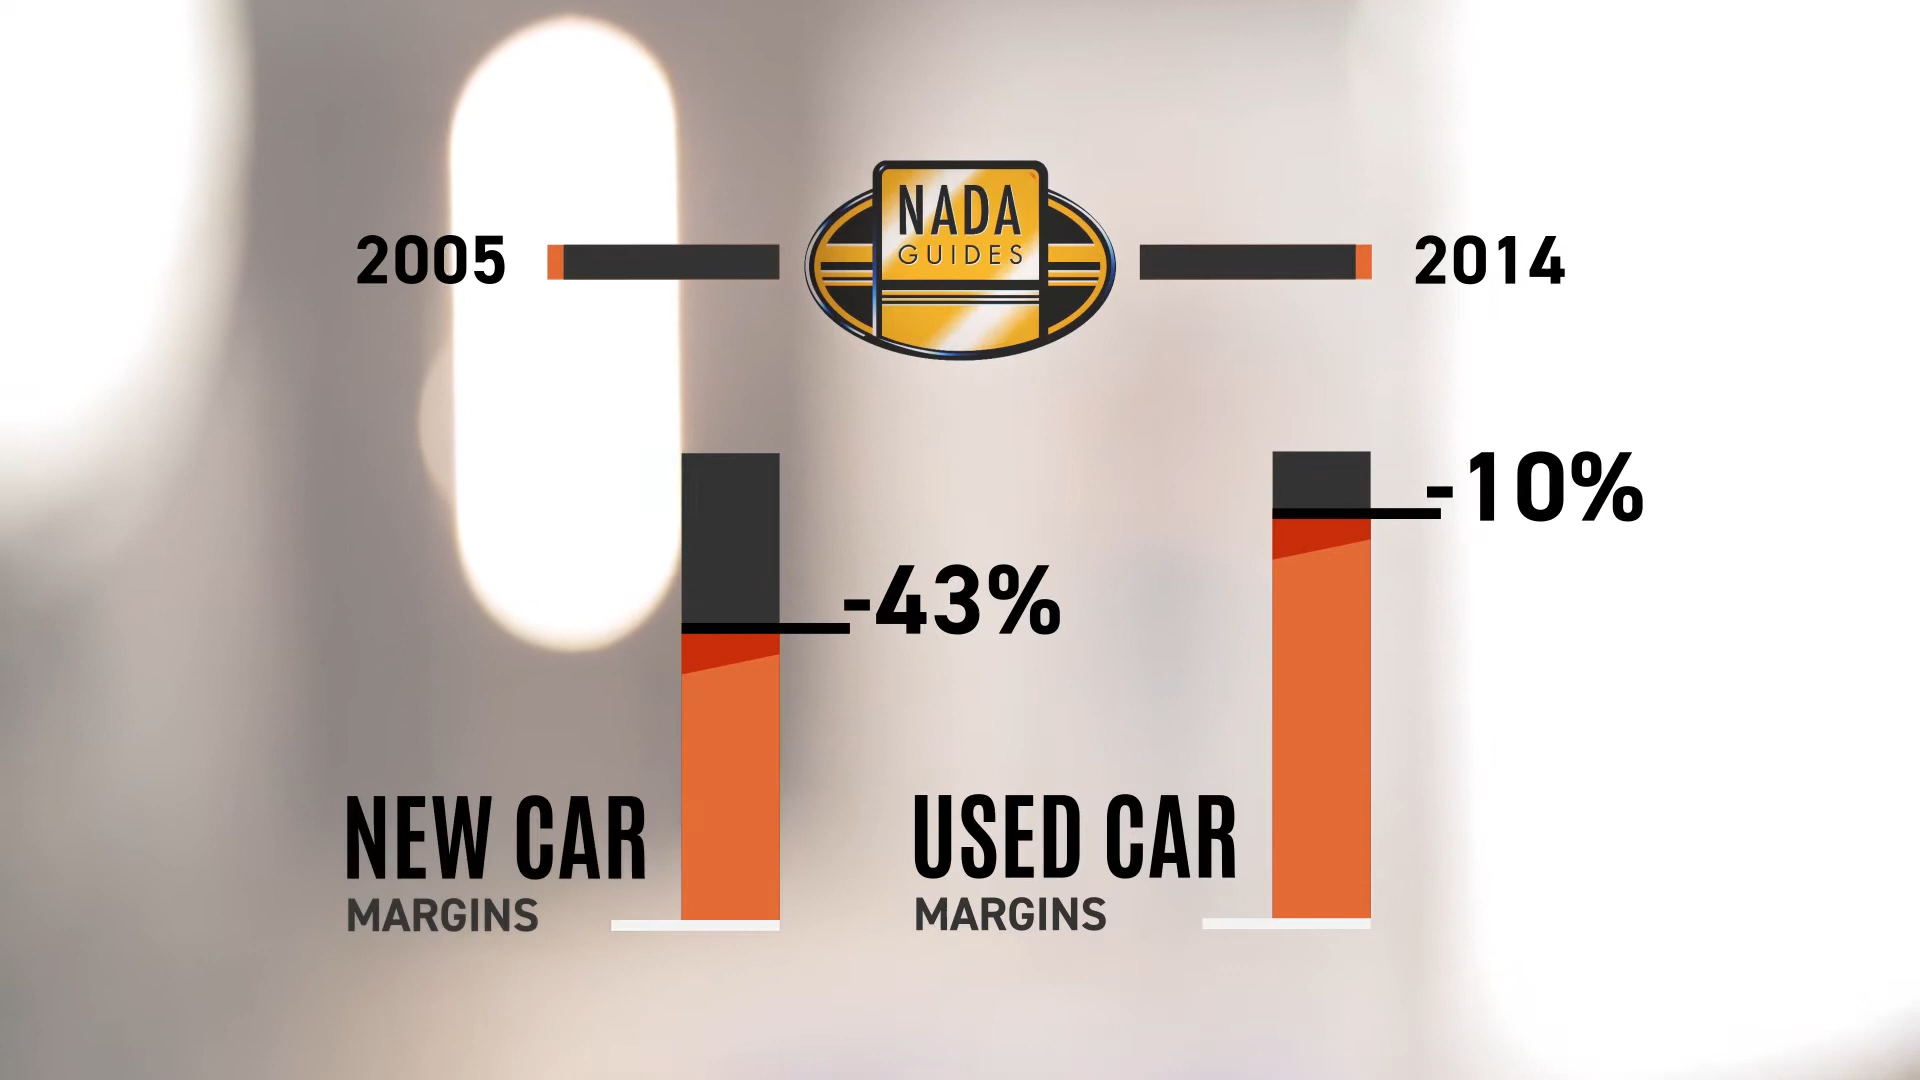 2005
NADA
GUIDES
2014
-43%
-10%
NEW CAR
MARGINS
USED CAR
MARGINS